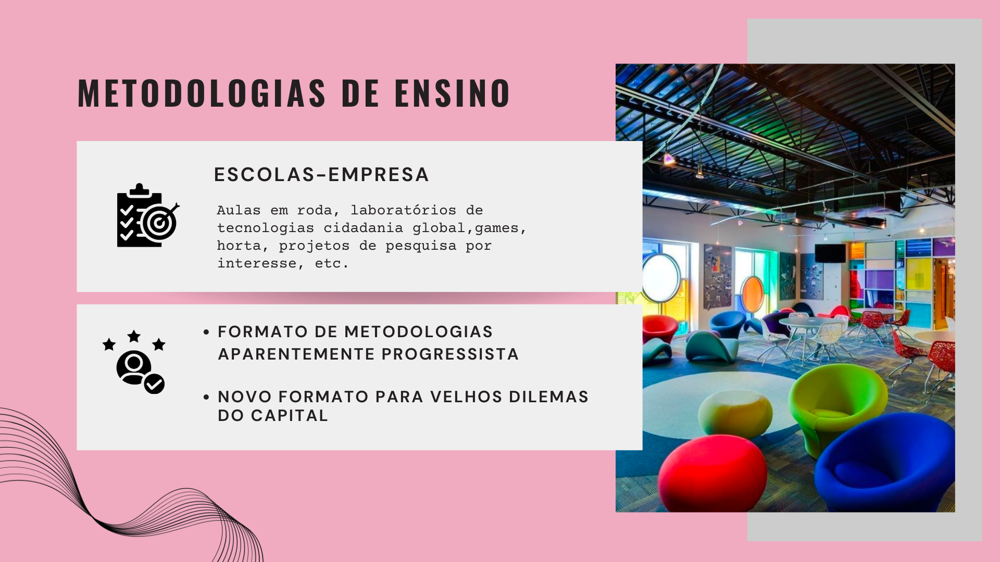 METODOLOGIAS DE ENSINO
ESCOLAS-EMPRESA
Aulas em roda, laboratórios de
tecnologias cidadania global,games,
horta, projetos de pesquisa por
interesse, etc.
• FORMATO DE METODOLOGIAS
APARENTEMENTE PROGRESSISTA
• NOVO FORMATO PARA VELHOS DILEMAS
DO CAPITAL